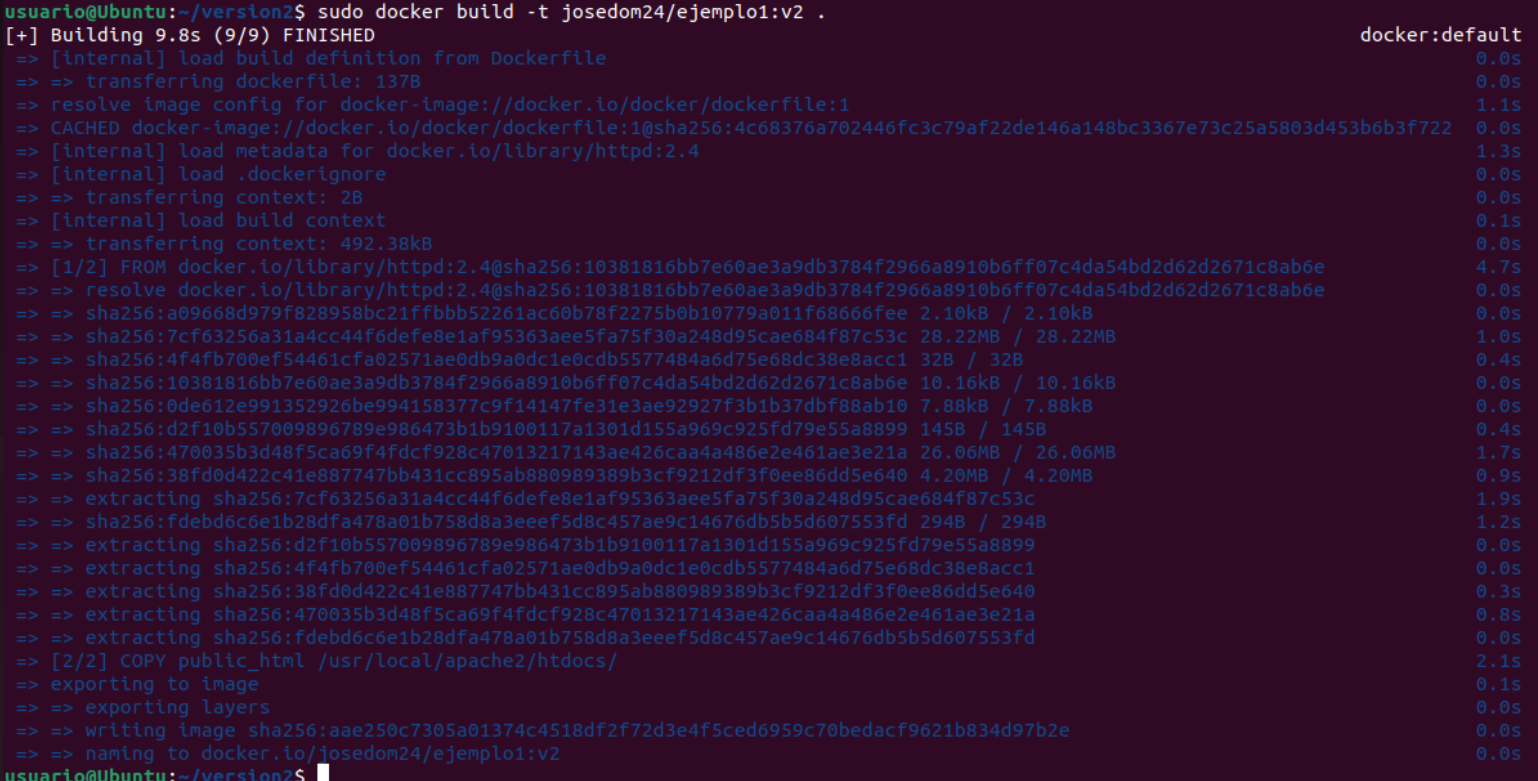 usuario@Ubuntu:~/version2$ sudo docker build -t josedom24/ejemplo1:v2 .
[+] Building 9.8s (9/9) FINISHED docker:default
=> [internal] load build definition from Dockerfile 0.0s
=> => transferring dockerfile: 137B 0.0s
=> resolve image config for docker-image://docker.io/docker/dockerfile:1 1.1s
=> CACHED docker-image://docker.io/docker/dockerfile:1@sha256:4c68376a702446fc3c79af22de146a148bc3367e73c25a5803d453b6b3f722 0.0s
=> [internal] load metadata for docker.io/library/httpd:2.4 1.3s
=> [internal] load .dockerignore 0.0s
=> => transferring context: 2B 0.0s
=> [internal] load build context 0.1s
=> => transferring context: 492.38kB 0.0s
=> [1/2] FROM docker.io/library/httpd:2.4@sha256:10381816bb7e60ae3a9db3784f2966a8910b6ff07c4da54bd2d62d2671c8ab6e 4.7s
=> => resolve docker.io/library/httpd:2.4@sha256:10381816bb7e60ae3a9db3784f2966a8910b6ff07c4da54bd2d62d2671c8ab6e 0.0s
=> => sha256:a09668d979f828958bc21ffbbb52261ac60b78f2275b0b10779a011f68666fee 2.10kB / 2.10kB 0.0s
=> => sha256:7cf63256a31a4cc44f6defe8e1af95363aee5fa75f30a248d95cae684f87c53c 28.22MB / 28.22MB 1.0s
=> => sha256:4f4fb700ef54461cfa02571ae0db9a0dc1e0cdb5577484a6d75e68dc38e8acc1 32B / 32B 0.4s
=> => sha256:10381816bb7e60ae3a9db3784f2966a8910b6ff07c4da54bd2d62d2671c8ab6e 10.16kB / 10.16kB 0.0s
=> => sha256:0de612e991352926be994158377c9f14147fe31e3ae92927f3b1b37dbf88ab10 7.88kB / 7.88kB 0.0s
=> => sha256:d2f10b557009896789e986473b1b9100117a1301d155a969c925fd79e55a8899 145B / 145B 0.4s
=> => sha256:470035b3d48f5ca69f4fdcf928c47013217143ae426caa4a486e2e461ae3e21a 26.06MB / 26.06MB 1.7s
=> => sha256:38fd0d422c41e887747bb431cc895ab880989389b3cf9212df3f0ee86dd5e640 4.20MB / 4.20MB 0.9s
=> => extracting sha256:7cf63256a31a4cc44f6defe8e1af95363aee5fa75f30a248d95cae684f87c53c 1.9s
=> => sha256:fdebd6c6e1b28dfa478a01b758d8a3eeef5d8c457ae9c14676db5b5d607553fd 294B / 294B 1.2s
=> => extracting sha256:d2f10b557009896789e986473b1b9100117a1301d155a969c925fd79e55a8899 0.0s
=> => extracting sha256:4f4fb700ef54461cfa02571ae0db9a0dc1e0cdb5577484a6d75e68dc38e8acc1 0.0s
=> => extracting sha256:38fd0d422c41e887747bb431cc895ab880989389b3cf9212df3f0ee86dd5e640 0.3s
=> => extracting sha256:470035b3d48f5ca69f4fdcf928c47013217143ae426caa4a486e2e461ae3e21a 0.8s
=> => extracting sha256:fdebd6c6e1b28dfa478a01b758d8a3eeef5d8c457ae9c14676db5b5d607553fd 0.0s
=> [2/2] COPY public_html /usr/local/apache2/htdocs/ 2.1s
=> exporting to image 0.1s
=> => exporting layers 0.0s
=> => writing image sha256:aae250c7305a01374c4518df2f72d3e4f5ced6959c70bedacf9621b834d97b2e 0.0s
=> => naming to docker.io/josedom24/ejemplo1:v2 0.0s
usuario@Ubuntu:~/version2$